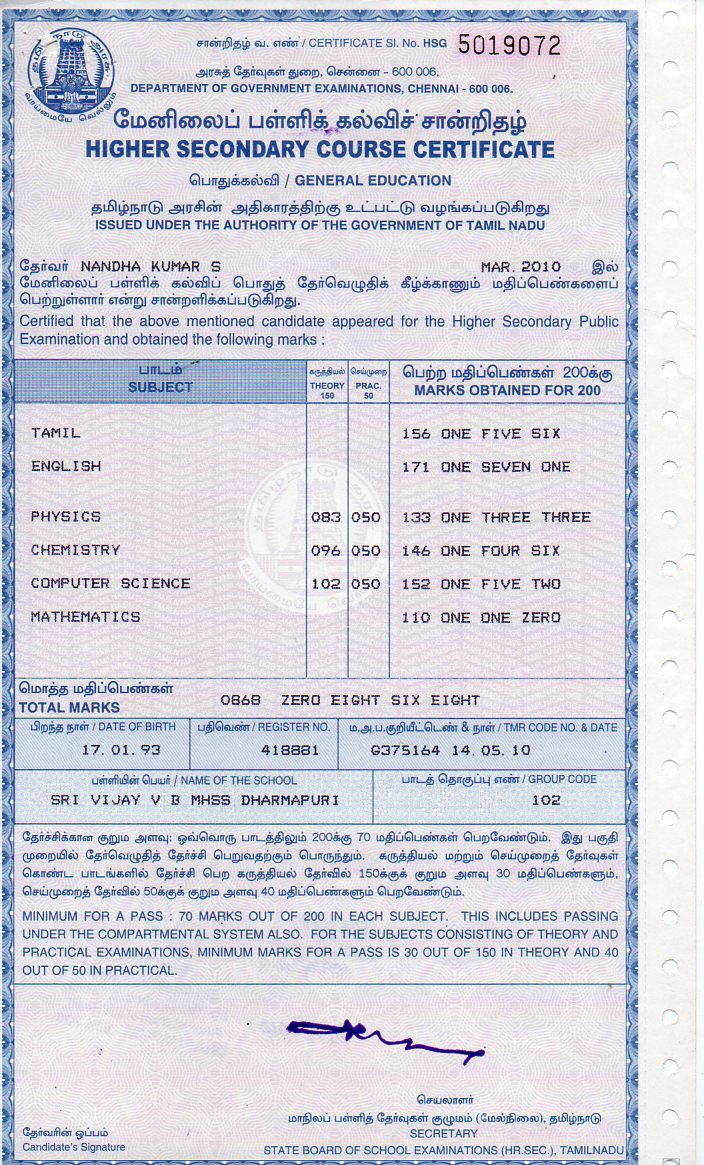 தமிழ் நாடு அரசு
வாய்மையே வெல்லும்
சான்றிதழ் வ. எண் / CERTIFICATE SI. No. HSG 5019072
அரசுத் தேர்வுகள் துறை, சென்னை - 600 006.
DEPARTMENT OF GOVERNMENT EXAMINATIONS, CHENNAI - 600 006.
மேனிலைப் பள்ளிக் கல்விச் சான்றிதழ்
HIGHER SECONDARY COURSE CERTIFICATE
பொதுக்கல்வி / GENERAL EDUCATION
தமிழ்நாடு அரசின் அதிகாரத்திற்கு உட்பட்டு வழங்கப்படுகிறது
ISSUED UNDER THE AUTHORITY OF THE GOVERNMENT OF TAMIL NADU
தேர்வர் NANDHA KUMAR S MAR. 2010 இல்
மேனிலைப் பள்ளிக் கல்விப் பொதுத் தேர்வெழுதிக் கீழ்க்காணும் மதிப்பெண்களைப்
பெற்றுள்ளார் என்று சான்றளிக்கப்படுகிறது.
Certified that the above mentioned candidate appeared for the Higher Secondary Public
Examination and obtained the following marks :
பாடம் கருத்தியல் செய்முறை பெற்ற மதிப்பெண்கள் 200க்கு
SUBJECT THEORY 150 PRAC. 50 MARKS OBTAINED FOR 200
TAMIL 156 ONE FIVE SIX
ENGLISH 171 ONE SEVEN ONE
PHYSICS 083 050 133 ONE THREE THREE
CHEMISTRY 096 050 146 ONE FOUR SIX
COMPUTER SCIENCE 102 050 152 ONE FIVE TWO
MATHEMATICS 110 ONE ONE ZERO
மொத்த மதிப்பெண்கள்
TOTAL MARKS 0868 ZERO EIGHT SIX EIGHT
பிறந்த நாள் / DATE OF BIRTH பதிவெண் / REGISTER NO. ம.அ.ப.குறியீட்டெண் & நாள் / TMR CODE NO. & DATE
17.01.93 418881 G375164 14.05.10
பள்ளியின் பெயர் / NAME OF THE SCHOOL பாடத் தொகுப்பு எண் / GROUP CODE
SRI VIJAY V B MHSS DHARMAPURI 102
தேர்ச்சிக்கான குறும அளவு: ஒவ்வொரு பாடத்திலும் 200க்கு 70 மதிப்பெண்கள் பெறவேண்டும். இது பகுதி
முறையில் தேர்வெழுதித் தேர்ச்சி பெறுவதற்கும் பொருந்தும். கருத்தியல் மற்றும் செய்முறைத் தேர்வுகள்
கொண்ட பாடங்களில் தேர்ச்சி பெற கருத்தியல் தேர்வில் 150க்குக் குறும அளவு 30 மதிப்பெண்களும்,
செய்முறைத் தேர்வில் 50க்குக் குறும அளவு 40 மதிப்பெண்களும் பெறவேண்டும்.
MINIMUM FOR A PASS : 70 MARKS OUT OF 200 IN EACH SUBJECT. THIS INCLUDES PASSING
UNDER THE COMPARTMENTAL SYSTEM ALSO. FOR THE SUBJECTS CONSISTING OF THEORY AND
PRACTICAL EXAMINATIONS, MINIMUM MARKS FOR A PASS IS 30 OUT OF 150 IN THEORY AND 40
OUT OF 50 IN PRACTICAL.
செயலாளர்
மாநிலப் பள்ளித் தேர்வுகள் குழுமம் (மேல்நிலை), தமிழ்நாடு
தேர்வரின் ஒப்பம் SECRETARY
Candidate's Signature STATE BOARD OF SCHOOL EXAMINATIONS (HR.SEC.), TAMILNADU